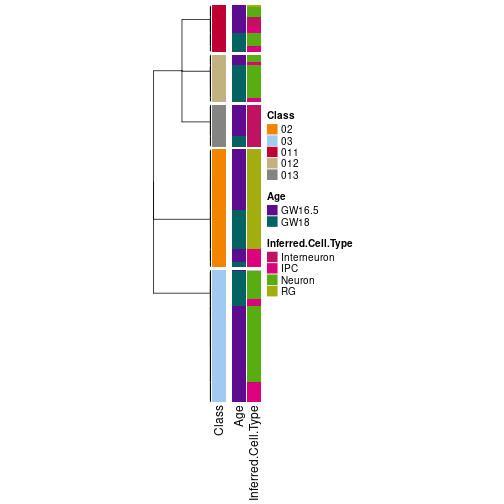 Class
02
03
011
012
013
Age
GW16.5
GW18
Inferred.Cell.Type
Interneuron
IPC
Neuron
RG
Class
Age
Inferred.Cell.Type